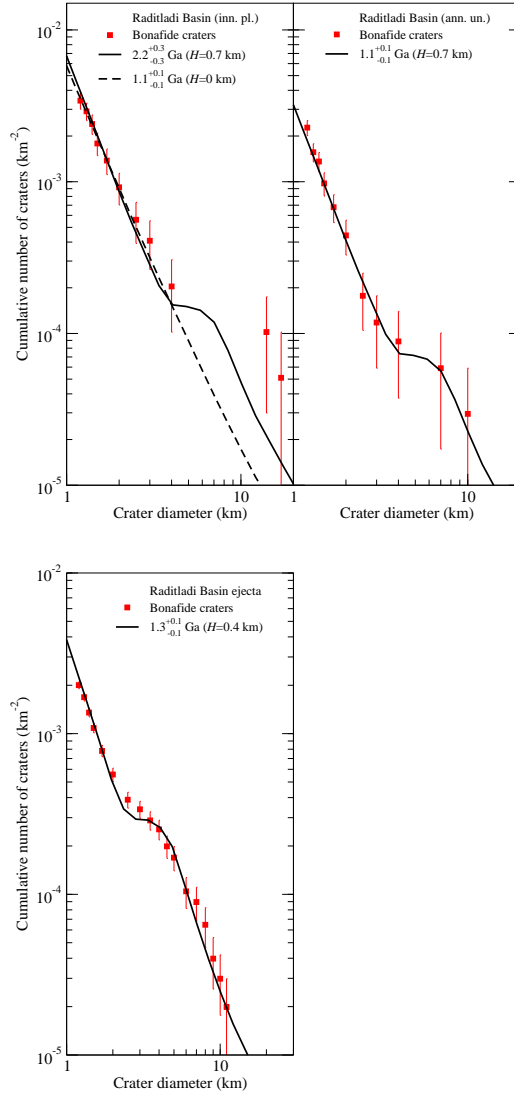 Raditladi Basin (inn. pl.)
Bonafide craters
2.2+0.3-0.3 Ga (H=0.7 km)
1.1+0.1-0.1 Ga (H=0 km)
10-2
10-3
10-4
10-5
Cumulative number of craters (km-2)
1
10
Crater diameter (km)
Raditladi Basin (ann. un.)
Bonafide craters
1.1+0.1-0.1 Ga (H=0.7 km)
1
10
Crater diameter (km)
Raditladi Basin ejecta
Bonafide craters
1.3+0.1-0.1 Ga (H=0.4 km)
10-2
10-3
10-4
10-5
Cumulative number of craters (km-2)
1
10
Crater diameter (km)